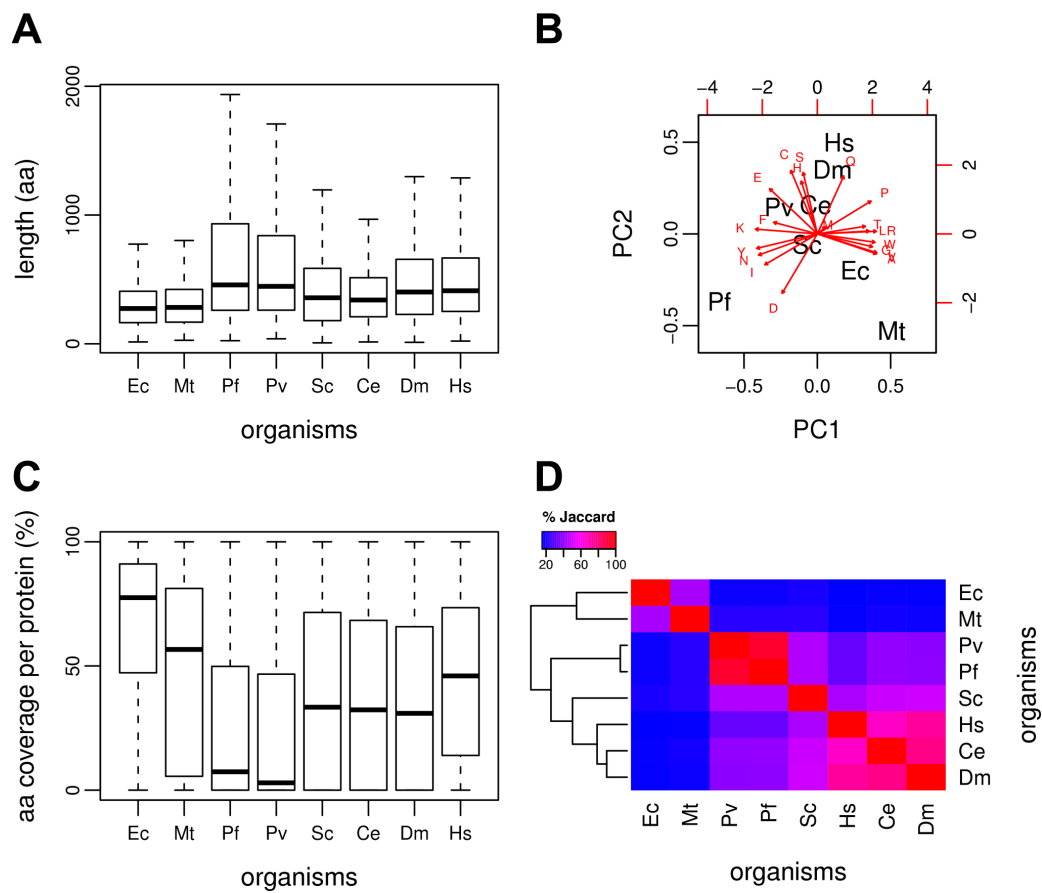 A
length (aa)
0
1000
2000
Ec Mt Pf Pv Sc Ce Dm Hs
organisms
B
−4 −2 0 2 4
PC2
−0.5
0.0
0.5
2
0
−2
Hs
Dm
Ce
Pv
Sc
Ec
Pf
Mt
C
S
H
Q
E
P
F
K
M
T
L R
Y
N
I
W
G
A
D
−0.5 0.0 0.5
PC1
C
aa coverage per protein (%)
0
50
100
Ec Mt Pf Pv Sc Ce Dm Hs
organisms
D
% Jaccard
20 60 100
Ec
Mt
Pv
Pf
Sc
Hs
Ce
Dm
organisms
Ec Mt Pv Pf Sc Hs Ce Dm
organisms